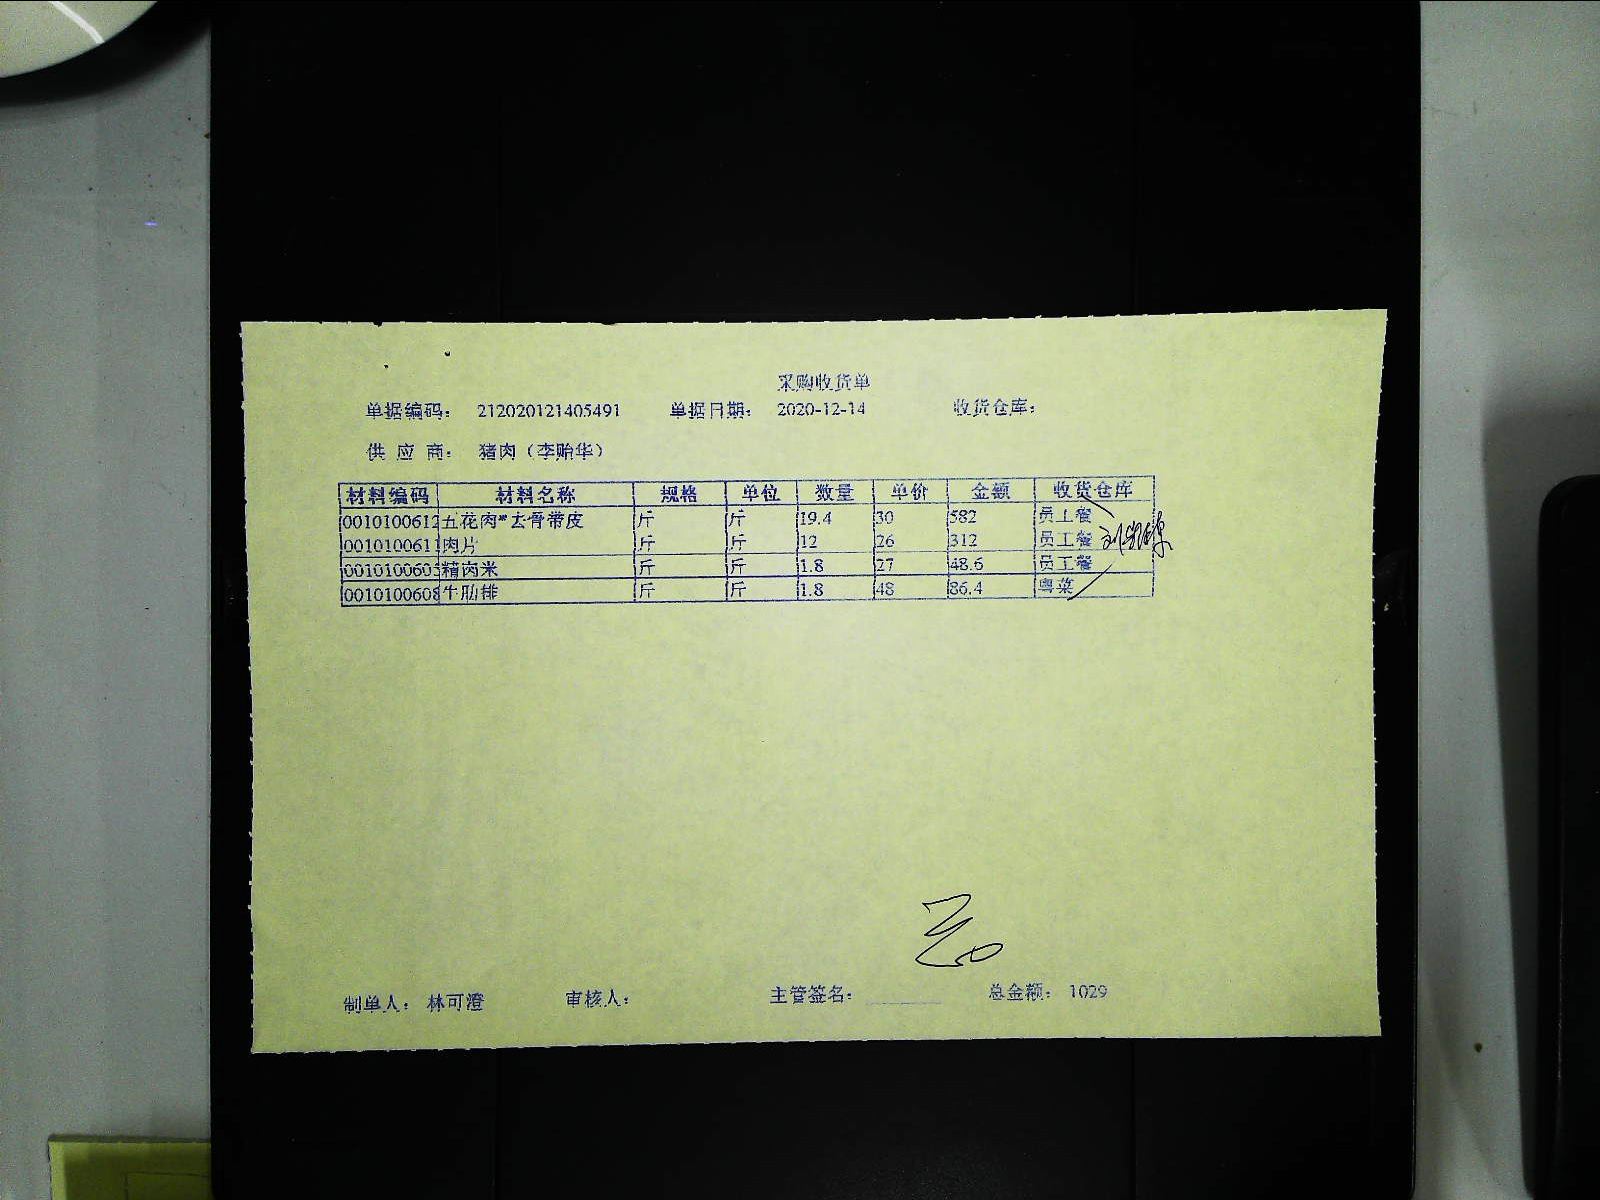 采购收货单
单据编码: 212020121405491 单据日期: 2020-12-14 收货仓库:
供 应 商: 猪肉（李贻华）
材料编码 材料名称 规格 单位 数量 单价 金额 收货仓库
0010100612 五花肉*去骨带皮 斤 斤 19.4 30 582 员工餐
0010100611 肉片 斤 斤 12 26 312 员工餐
001010060 精肉米 斤 斤 1.8 27 48.6 员工餐
0010100608 牛肋排 斤 斤 1.8 48 86.4 粤菜
制单人: 林可澄 审核人: 主管签名: 总金额: 1029